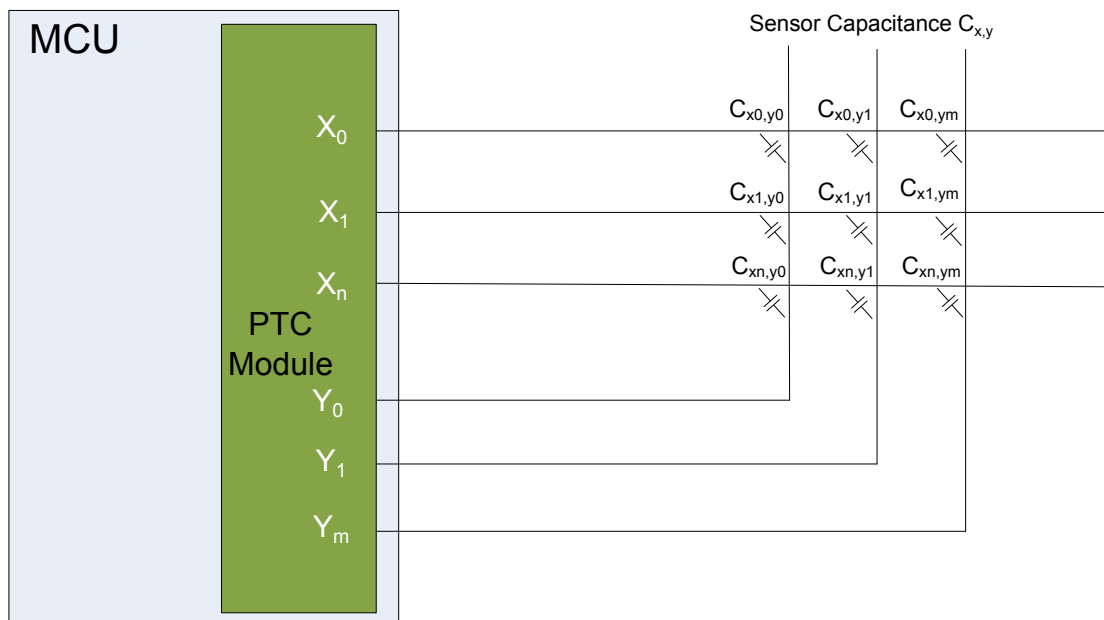 MCU
Sensor Capacitance Cx,y
X0
Cx0,y0 Cx0,y1 Cx0,ym
X1
Cx1,y0 Cx1,y1 Cx1,ym
Xn
Cxn,y0 Cxn,y1 Cxn,ym
PTC
Module
Y0
Y1
Ym